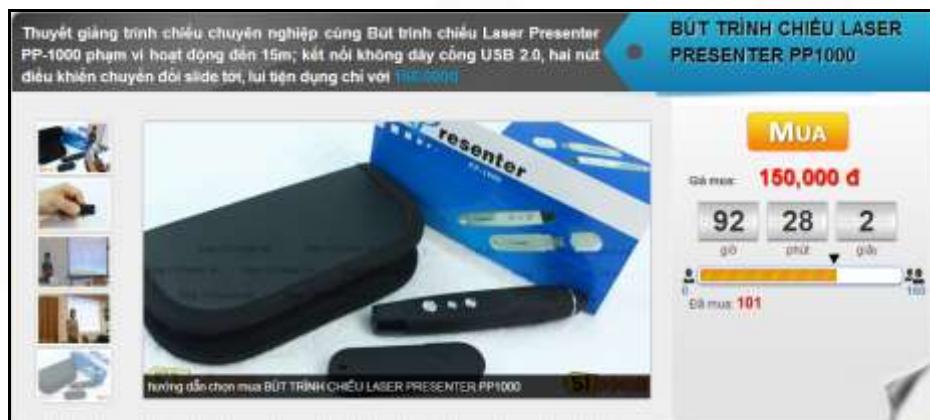 Thuyết giảng trình chiếu chuyên nghiệp cùng Bút trình chiếu Laser Presenter
PP-1000 phạm vi hoạt động đến 15m; kết nối không dây cổng USB 2.0, hai nút
điều khiển chuyển đổi slide tới, lui tiện dụng chỉ với
BÚT TRÌNH CHIẾU LASER
PRESENTER PP1000
Presenter
PP-1000
MUA
Giá mua: 150,000 đ
92 28 2
giờ phút giây
0
Đã mua: 101
hướng dẫn chọn mua BÚT TRÌNH CHIẾU LASER PRESENTER PP1000